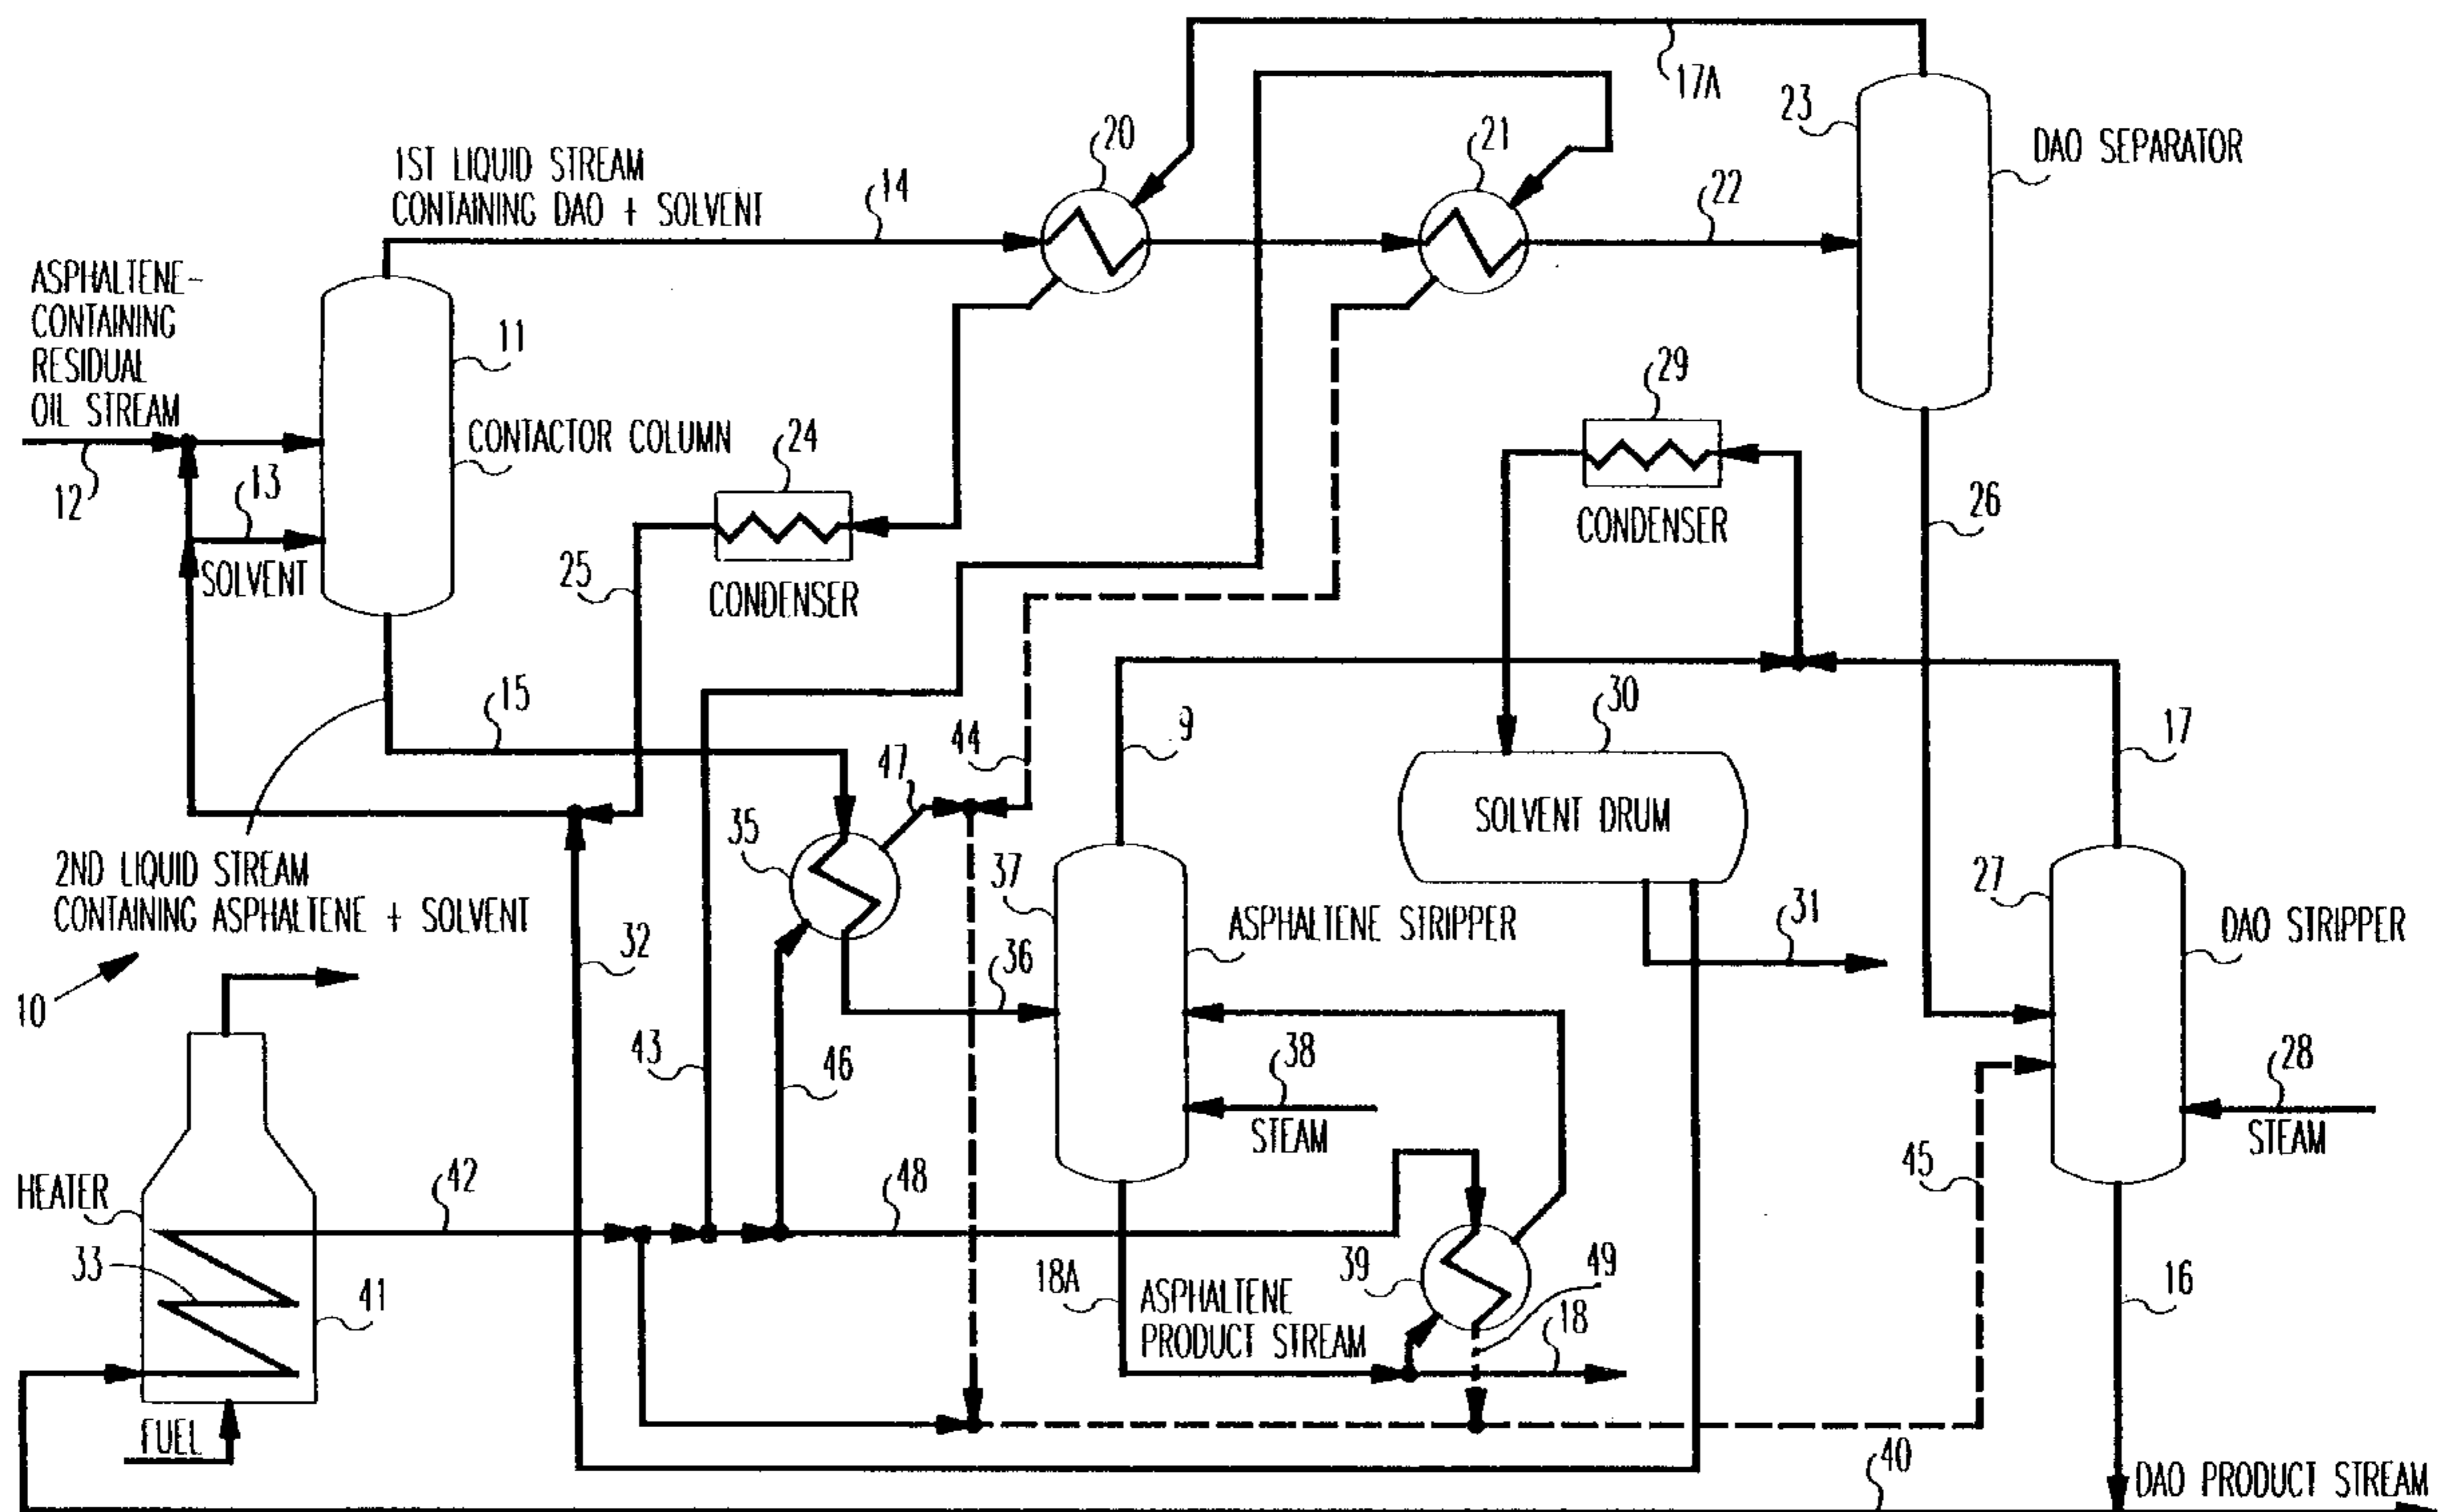 17A
20
21
23
DAO SEPARATOR
1ST LIQUID STREAM
CONTAINING DAO + SOLVENT
14
22
ASPHALTENE-
CONTAINING
RESIDUAL
OIL STREAM
11
29
12
13
SOLVENT
CONTACTOR COLUMN
24
CONDENSER
CONDENSER
26
25
15
9
30
17
44
47
SOLVENT DRUM
35
37
27
2ND LIQUID STREAM
CONTAINING ASPHALTENE + SOLVENT
ASPHALTENE STRIPPER
31
DAO STRIPPER
32
36
10
43
46
38
STEAM
28
STEAM
45
HEATER
42
48
33
41
18A
ASPHALTENE
PRODUCT STREAM
39
49
18
16
FUEL
40
DAO PRODUCT STREAM